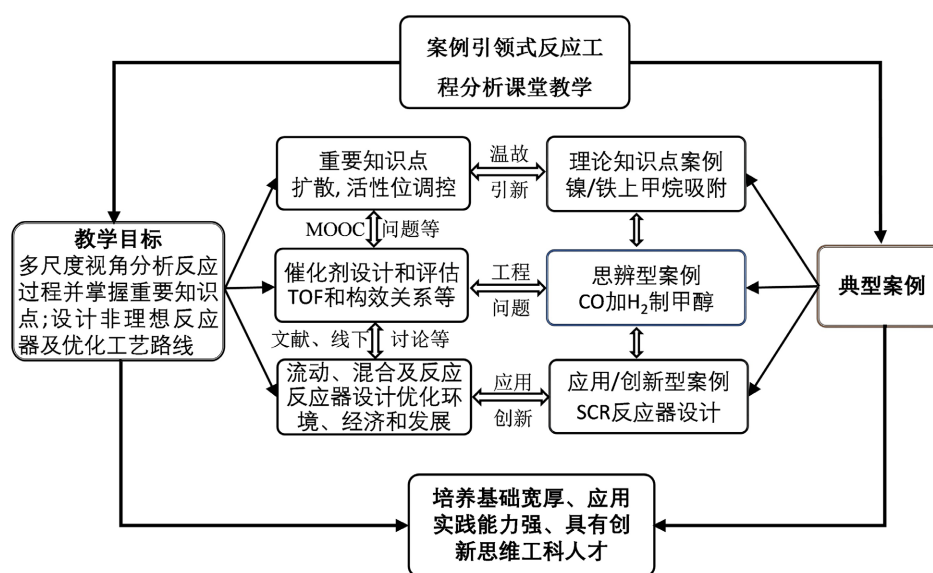 案例引领式反应工
程分析课堂教学
重要知识点
扩散, 活性位调控
温故
引新
理论知识点案例
镍/铁上甲烷吸附
MOOC 问题等
教学目标
多尺度视角分析反应
过程并掌握重要知识
点;设计非理想反应
器及优化工艺路线
催化剂设计和评估
TOF和构效关系等
工程
问题
思辨型案例
CO加H₂制甲醇
典型案例
文献、线下 讨论等
流动、混合及反应
反应器设计优化环
境、经济和发展
应用
创新
应用/创新型案例
SCR反应器设计
培养基础宽厚、应用
实践能力强、具有创
新思维工科人才